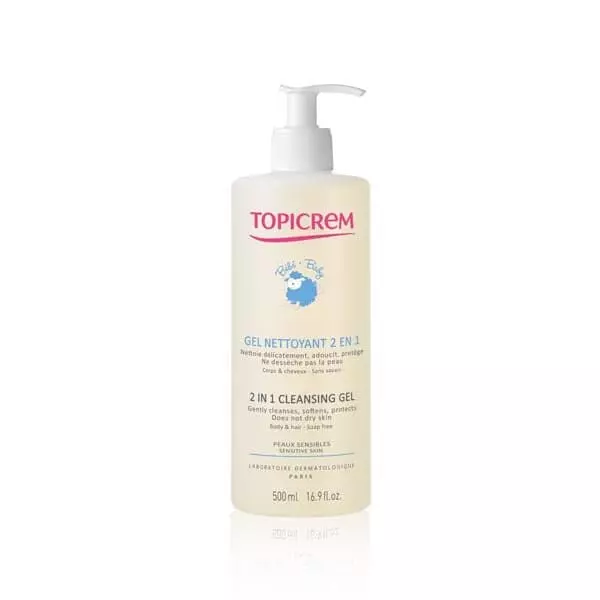 TOPICREM
Bébé • Baby
GEL NETTOYANT 2 EN 1
Nettoie délicatement, adoucit, protège
Ne dessèche pas la peau
Corps & cheveux - Sans savon
2 IN 1 CLEANSING GEL
Gently cleanses, softens, protects
Does not dry skin
Body & hair - Soap free
PEAUX SENSIBLES
SENSITIVE SKIN
LABORATOIRE DERMATOLOGIQUE
PARIS
500 ml 16.9 fl.oz.